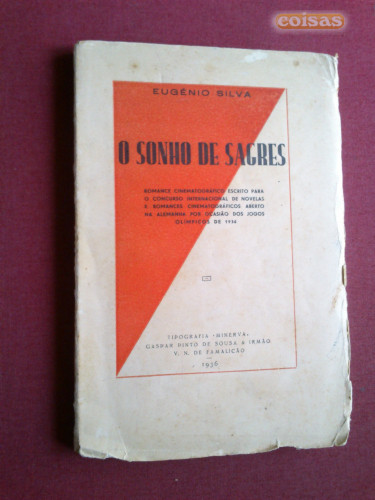 coisas
EUGÉNIO SILVA
O SONHO DE SAGRES
ROMANCE CINEMATOGRÁFICO ESCRITO PARA
O CONCURSO INTERNACIONAL DE NOVELAS
E ROMANCES CINEMATOGRÁFICOS ABERTO
NA ALEMANHA POR OCASIÃO DOS JOGOS
OLIMPICOS DE 1936
TIPOGRAFIA «MINERVA»
GASPAR PINTO DE SOUSA & IRMÃO
V. N. DE FAMALICÃO
1936